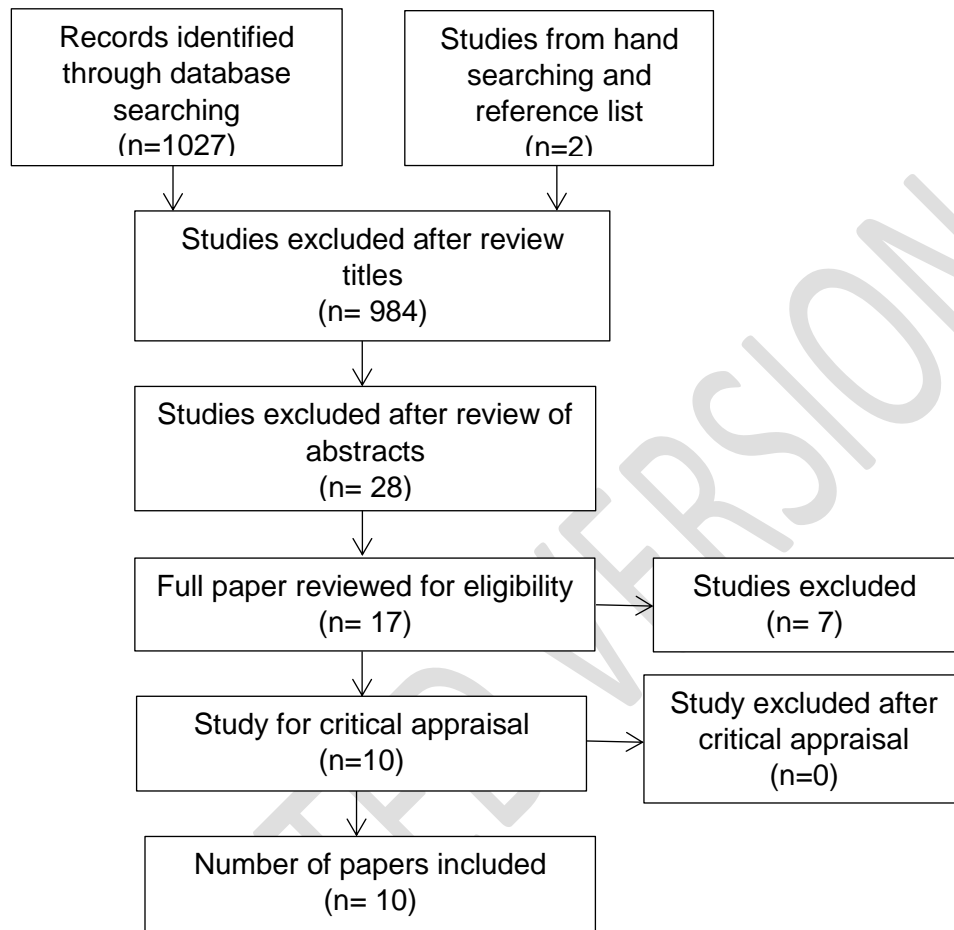 Records identified
through database
searching
(n=1027)
Studies from hand
searching and
reference list
(n=2)
Studies excluded after review
titles
(n= 984)
Studies excluded after review of
abstracts
(n= 28)
Full paper reviewed for eligibility
(n= 17)
Studies excluded
(n= 7)
Study for critical appraisal
(n=10)
Study excluded after
critical appraisal
(n=0)
Number of papers included
(n= 10)
VERSION